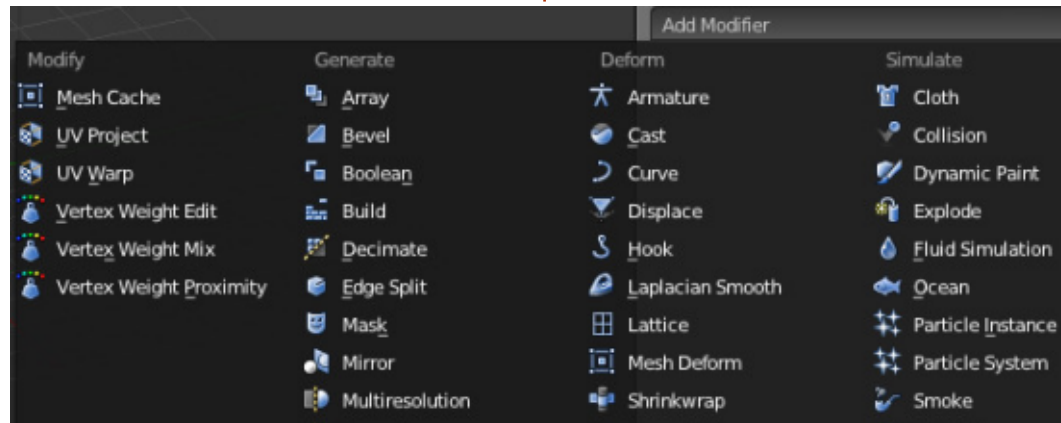 Add Modifier
Modify
Mesh Cache
UV Project
UV Warp
Vertex Weight Edit
Vertex Weight Mix
Vertex Weight Proximity
Generate
Array
Bevel
Boolean
Build
Decimate
Edge Split
Mask
Mirror
Multiresolution
Deform
Armature
Cast
Curve
Displace
Hook
Laplacian Smooth
Lattice
Mesh Deform
Shrinkwrap
Simulate
Cloth
Collision
Dynamic Paint
Explode
Fluid Simulation
Ocean
Particle Instance
Particle System
Smoke